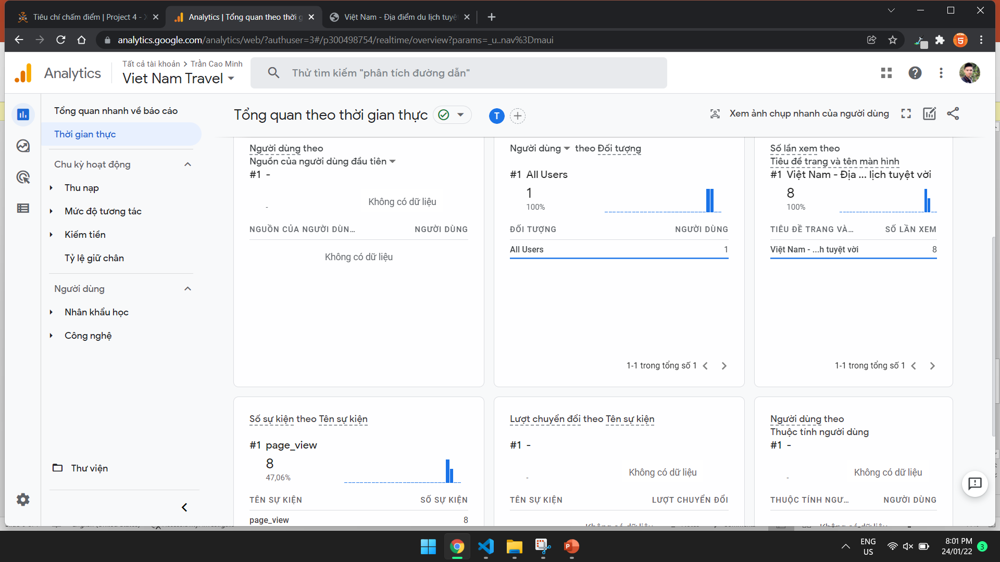 Tiêu chí chấm điểm | Project 4 -
Analytics | Tổng quan theo thời g
Việt Nam - Địa điểm du lịch tuyệ
analytics.google.com/analytics/web/?authuser=3#/p300498754/realtime/overview?params=_u..nav%3Dmaui
Analytics
Tất cả tài khoản > Trần Cao Minh
Viet Nam Travel
Thử tìm kiếm "phân tích đường dẫn"
Tổng quan nhanh về báo cáo
Thời gian thực
Chu kỳ hoạt động
Thu nạp
Mức độ tương tác
Kiếm tiền
Tỷ lệ giữ chân
Người dùng
Nhân khẩu học
Công nghệ
Thư viện
Tổng quan theo thời gian thực
T
Xem ảnh chụp nhanh của người dùng
Người dùng theo
Nguồn của người dùng đầu tiên
#1 -
-
Không có dữ liệu
NGUỒN CỦA NGƯỜI DÙN...
NGƯỜI DÙNG
Không có dữ liệu
Người dùng theo Đối tượng
#1 All Users
1
100%
ĐỐI TƯỢNG
NGƯỜI DÙNG
All Users
1
1-1 trong tổng số 1
Số lần xem theo
Tiêu đề trang và tên màn hình
#1 Việt Nam - Địa ... lịch tuyệt vời
8
100%
TIÊU ĐỀ TRANG VÀ...
SỐ LẦN XEM
Việt Nam - ...h tuyệt vời
8
1-1 trong tổng số 1
Số sự kiện theo Tên sự kiện
#1 page_view
8
47,06%
TÊN SỰ KIỆN
SỐ SỰ KIỆN
page_view
8
Lượt chuyển đổi theo Tên sự kiện
#1 -
-
Không có dữ liệu
TÊN SỰ KIỆN
LƯỢT CHUYỂN ĐỔI
Không có dữ liệu
Người dùng theo
Thuộc tính người dùng
#1 -
-
Không có dữ liệu
THUỘC TÍNH NGƯ...
NGƯỜI DÙNG
Không có dữ liệu
ENG
US
8:01 PM
24/01/22
3